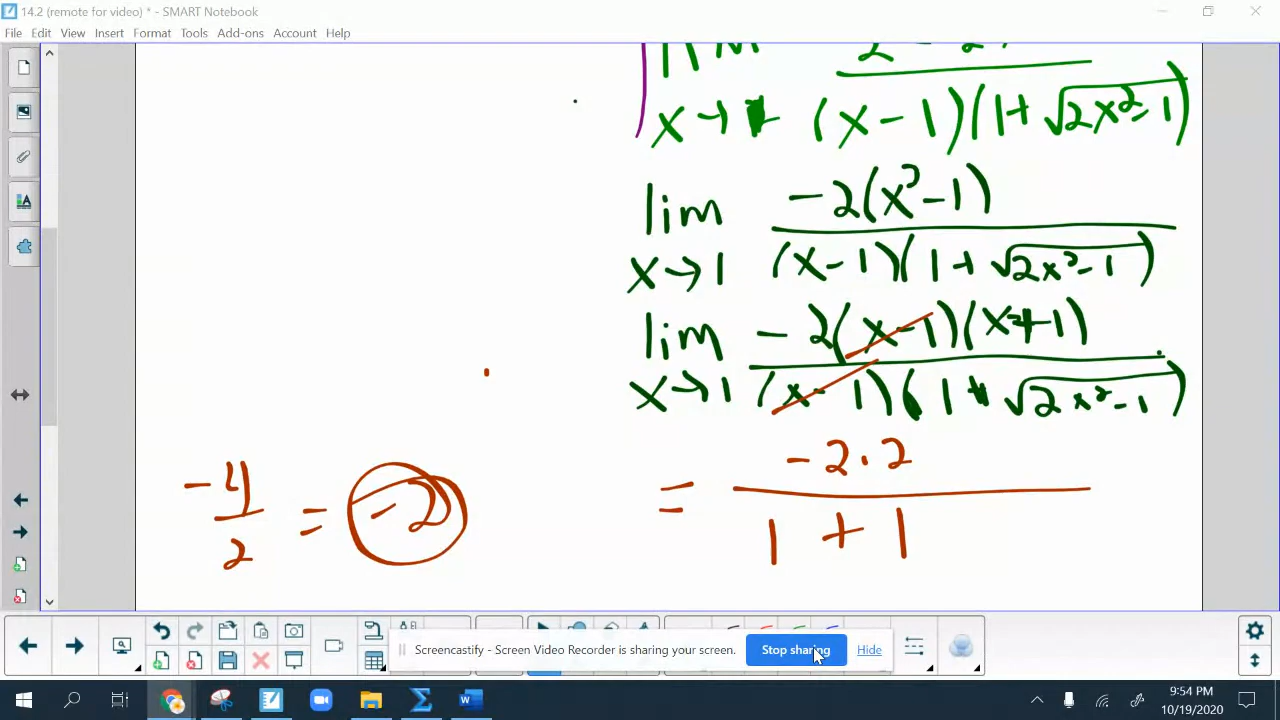 14.2 (remote for video) * - SMART Notebook
File Edit View Insert Format Tools Add-ons Account Help
lim
x→1 (x-1)(1+√2x²-1)
lim -2(x²-1)
x→1 (x-1)(1+√2x²-1)
lim -2(x-1)(x+1)
x→1 (x-1)(1+√2x²-1)
= -2·2
1 + 1
-4
2
= -2
Screencastify - Screen Video Recorder is sharing your screen. Stop sharing Hide
9:54 PM
10/19/2020